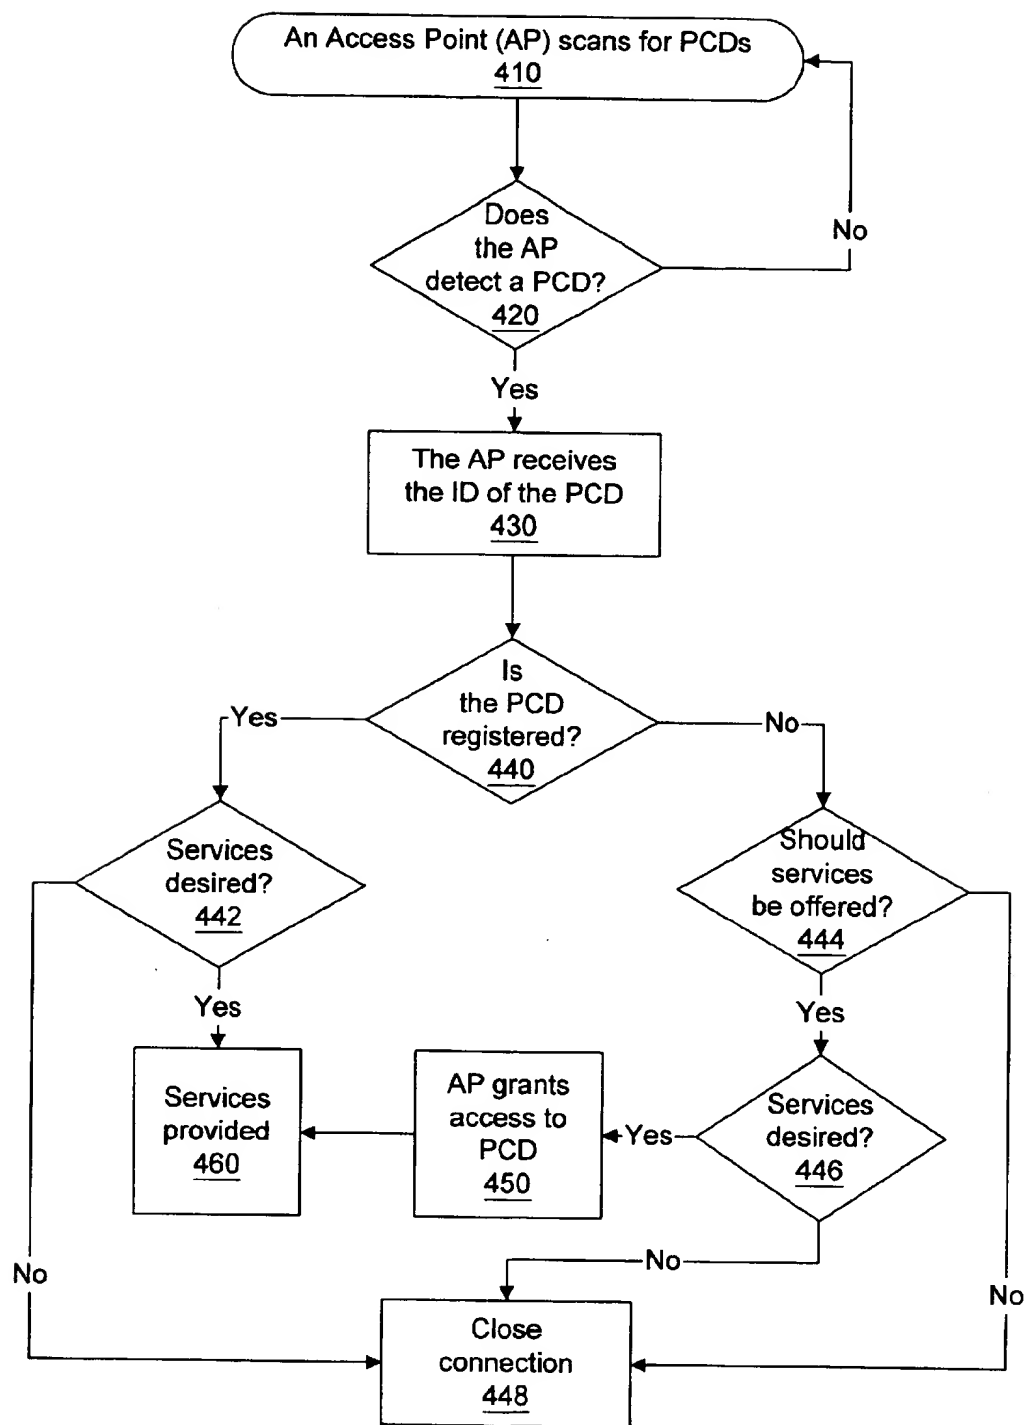 An Access Point (AP) scans for PCDs
410
No
Does
the AP
detect a PCD?
420
Yes
The AP receives
the ID of the PCD
430
Is
the PCD
registered?
440
Yes
No
Services
desired?
442
Should
services
be offered?
444
Yes
Yes
Services
provided
460
AP grants
access to
PCD
450
Yes
Services
desired?
446
No
No
No
Close
connection
448